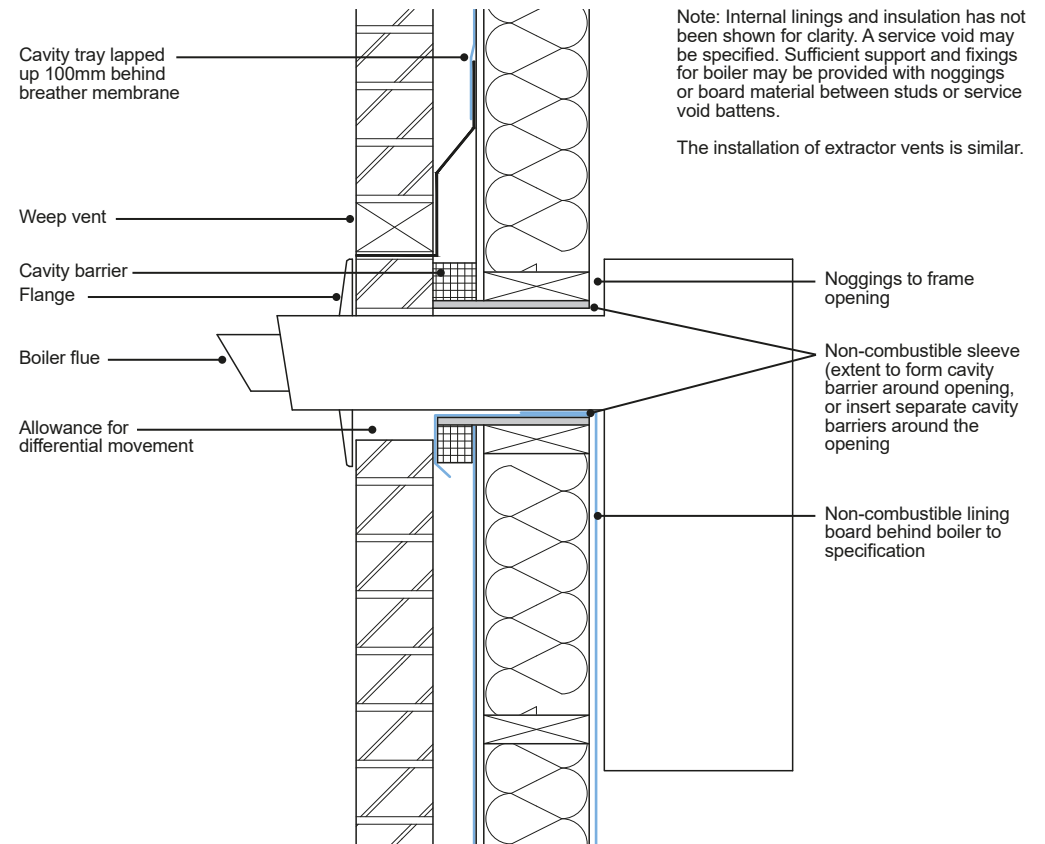 Note: Internal linings and insulation has not
been shown for clarity. A service void may
be specified. Sufficient support and fixings
for boiler may be provided with noggings
or board material between studs or service
void battens.
The installation of extractor vents is similar.
Cavity tray lapped
up 100mm behind
breather membrane
Weep vent
Cavity barrier
Flange
Boiler flue
Allowance for
differential movement
Noggings to frame
opening
Non-combustible sleeve
(extent to form cavity
barrier around opening,
or insert separate cavity
barriers around the
opening
Non-combustible lining
board behind boiler to
specification